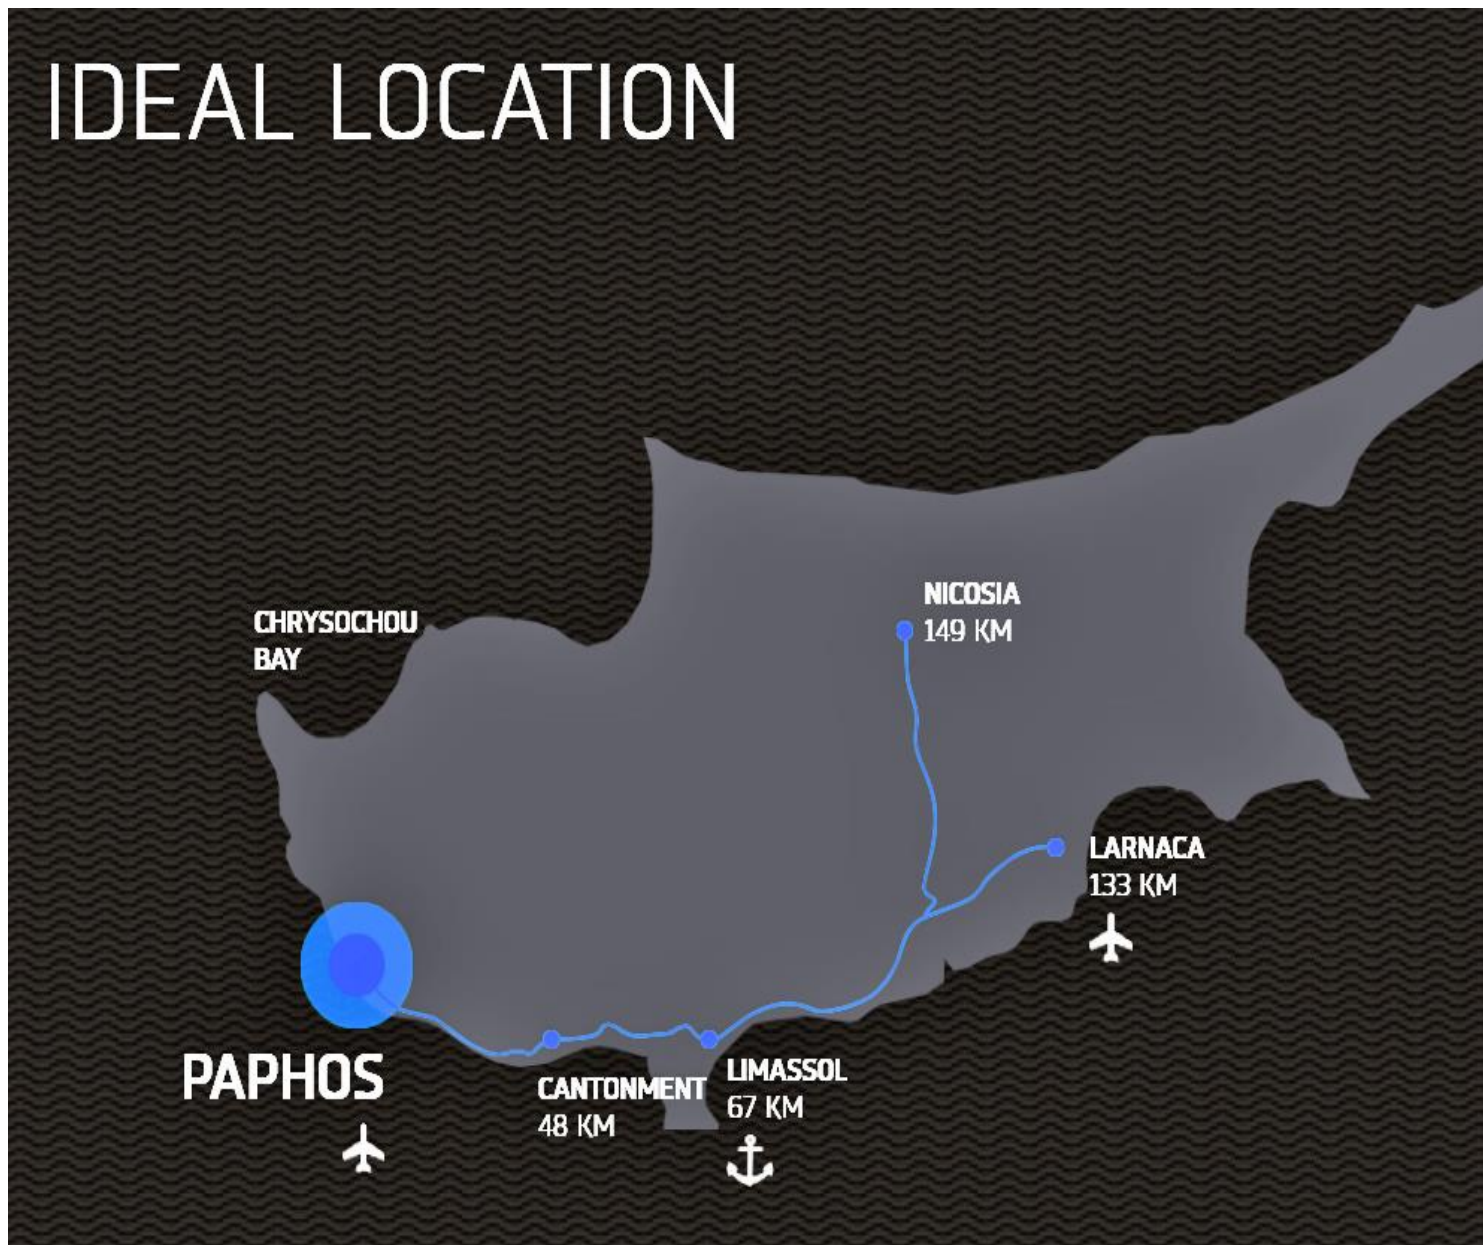 IDEAL LOCATION
CHRYSOCHOU
BAY
NICOSIA
149 KM
LARNACA
133 KM
PAPHOS
CANTONMENT
48 KM
LIMASSOL
67 KM